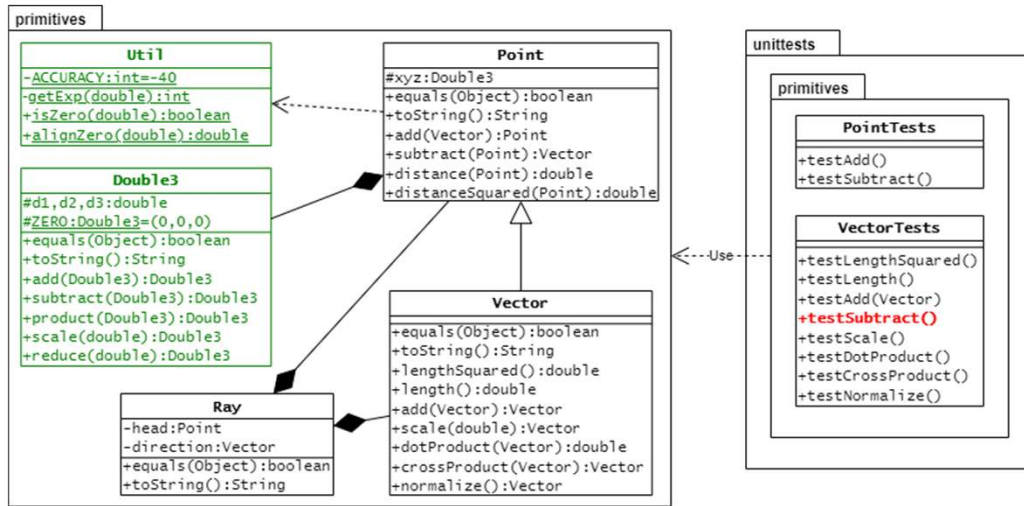 primitives
Util
-ACCURACY:int=-40
-getExp(double):int
+isZero(double):boolean
+alignZero(double):double
Point
#xyz:Double3
+equals(Object):boolean
+toString():String
+add(Vector):Point
+subtract(Point):Vector
+distance(Point):double
+distanceSquared(Point):double
Double3
#d1,d2,d3:double
#ZERO:Double3=(0,0,0)
+equals(Object):boolean
+toString():String
+add(Double3):Double3
+subtract(Double3):Double3
+product(Double3):Double3
+scale(double):Double3
+reduce(double):Double3
Vector
+equals(Object):boolean
+toString():String
+lengthSquared():double
+length():double
+add(Vector):Vector
+scale(double):Vector
+dotProduct(Vector):double
+crossProduct(Vector):Vector
+normalize():Vector
Ray
-head:Point
-direction:Vector
+equals(Object):boolean
+toString():String
Use
unittests
primitives
PointTests
+testAdd()
+testSubtract()
VectorTests
+testLengthSquared()
+testLength()
+testAdd(Vector)
+testSubtract()
+testScale()
+testDotProduct()
+testCrossProduct()
+testNormalize()